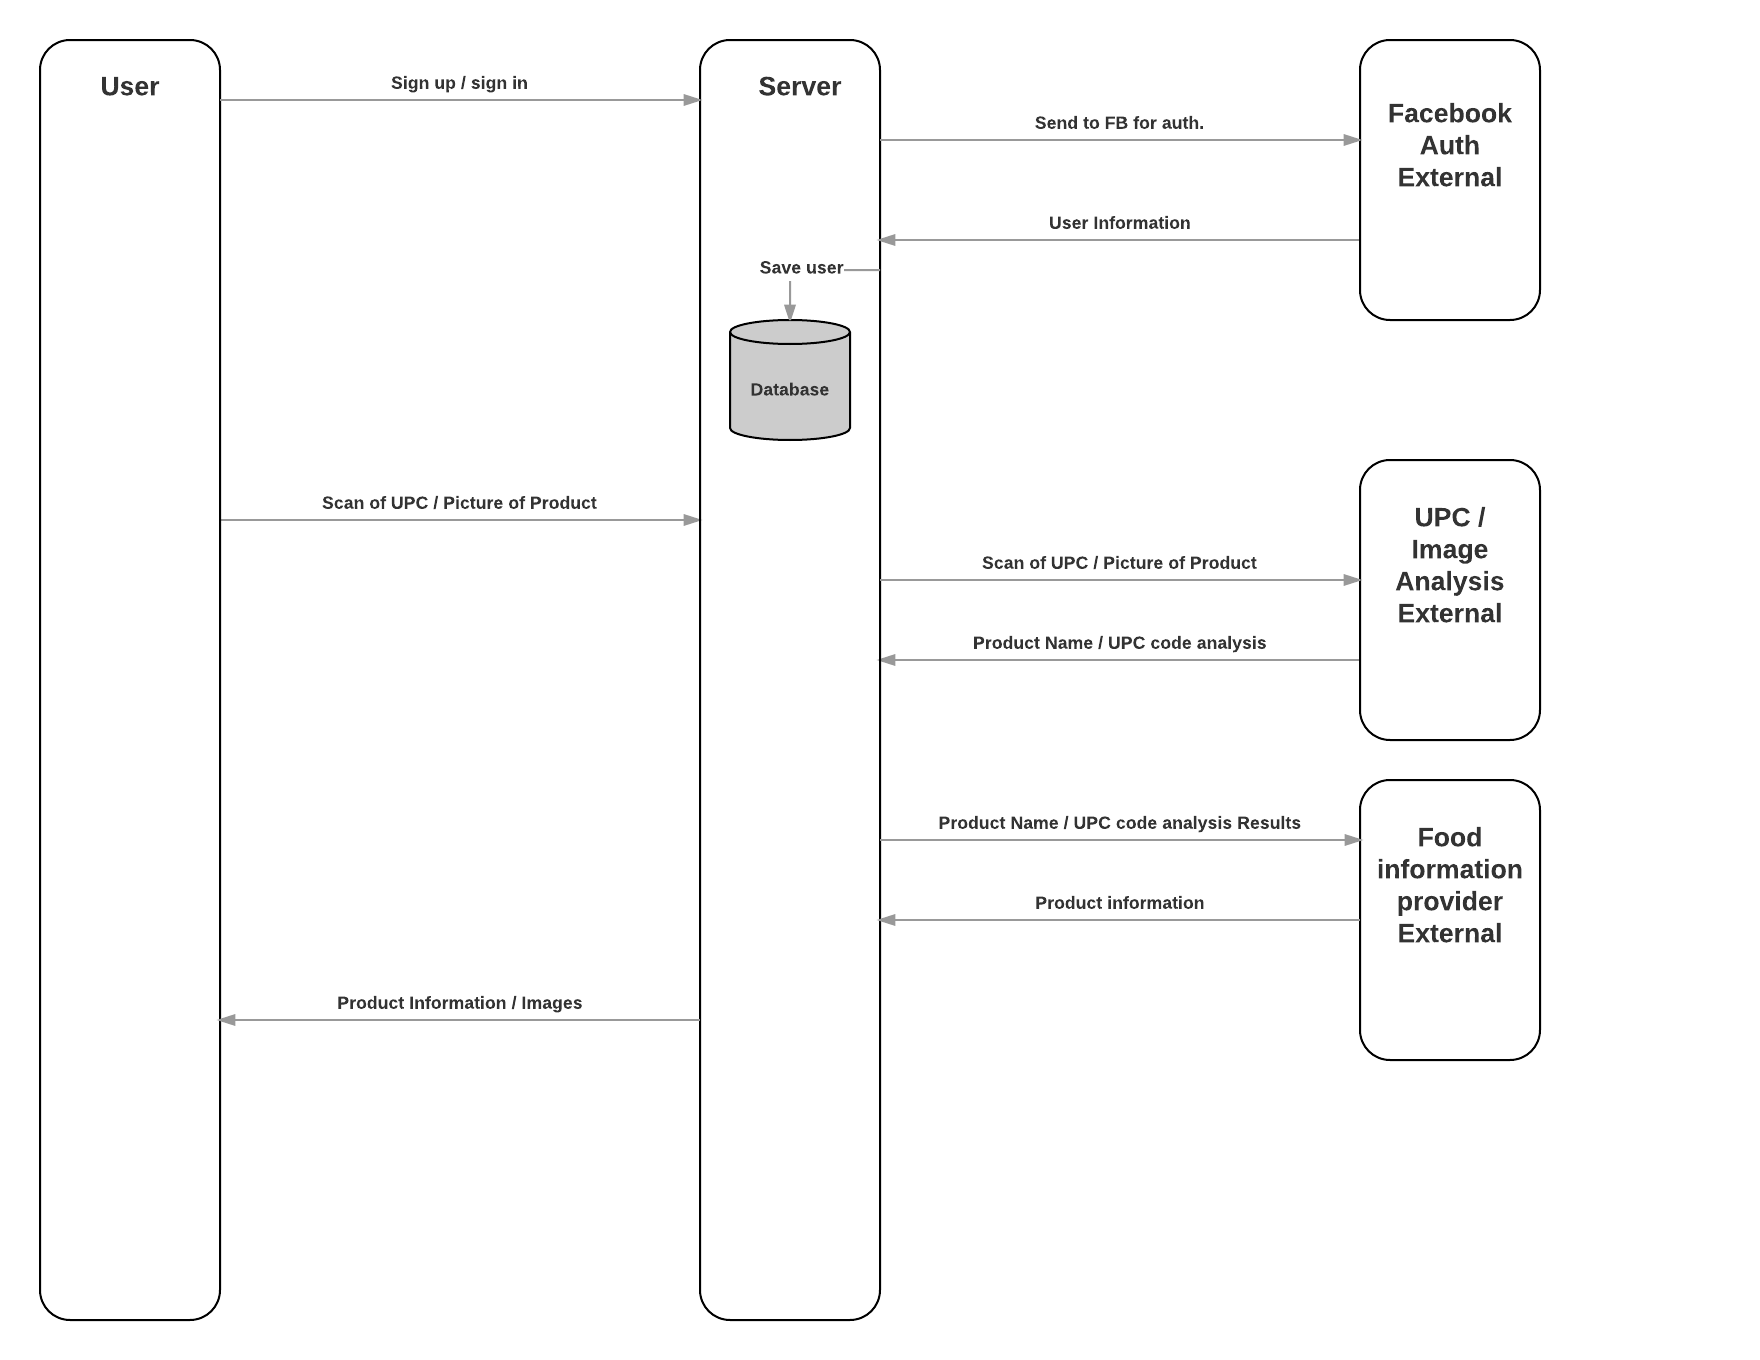 User
Sign up / sign in
Server
Send to FB for auth.
Facebook
Auth
External
User Information
Save user
Database
Scan of UPC / Picture of Product
Scan of UPC / Picture of Product
UPC /
Image
Analysis
External
Product Name / UPC code analysis
Product Name / UPC code analysis Results
Food
information
provider
External
Product information
Product Information / Images